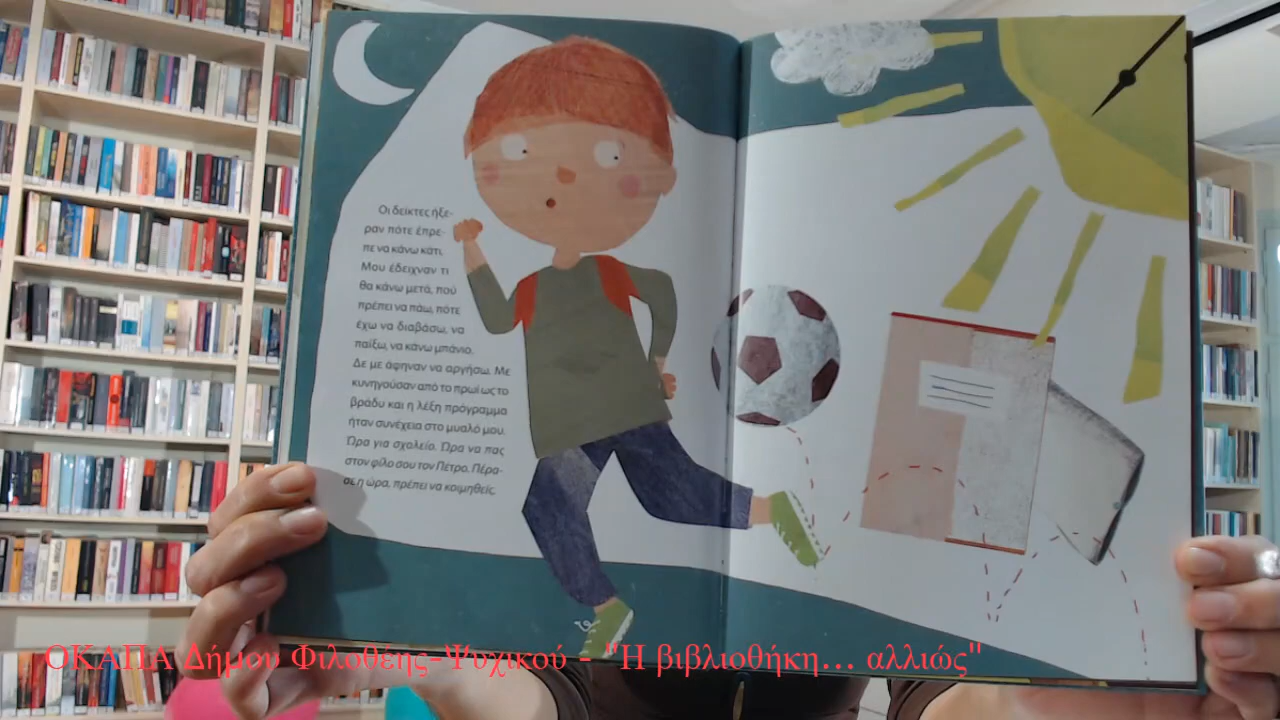 Οι δείκτες ήξε-
ραν πότε έπρε-
πε να κάνω κάτι.
Μου έδειχναν τι
θα κάνω μετά, πού
πρέπει να πάω, πότε
έχω να διαβάσω, να
παίξω, να κάνω μπάνιο.
Δε με άφηναν να αργήσω. Με
κυνηγούσαν από το πρωί ως το
βράδυ και η λέξη πρόγραμμα
ήταν συνέχεια στο μυαλό μου.
Ώρα για σχολείο. Ώρα να πας
στον φίλο σου τον Πέτρο. Πέρα-
σε η ώρα, πρέπει να κοιμηθείς.
ΟΚΑΠΑ Δήμου Φιλοθέης-Ψυχικού - "Η βιβλιοθήκη... αλλιώς"